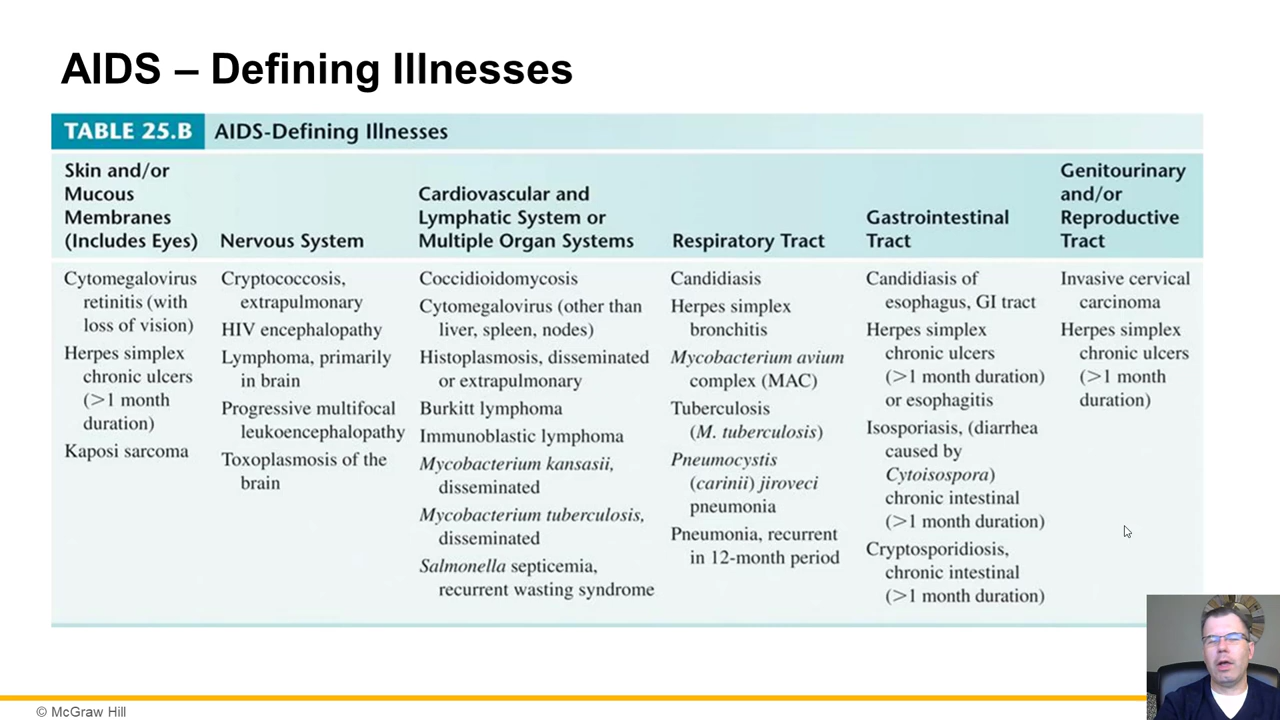 AIDS – Defining Illnesses
TABLE 25.B AIDS-Defining Illnesses
Skin and/or
Mucous
Membranes
(Includes Eyes)
Nervous System
Cardiovascular and
Lymphatic System or
Multiple Organ Systems
Respiratory Tract
Gastrointestinal
Tract
Genitourinary
and/or
Reproductive
Tract
Cytomegalovirus
retinitis (with
loss of vision)
Herpes simplex
chronic ulcers
(>1 month
duration)
Kaposi sarcoma
Cryptococcosis,
extrapulmonary
HIV encephalopathy
Lymphoma, primarily
in brain
Progressive multifocal
leukoencephalopathy
Toxoplasmosis of the
brain
Coccidioidomycosis
Cytomegalovirus (other than
liver, spleen, nodes)
Histoplasmosis, disseminated
or extrapulmonary
Burkitt lymphoma
Immunoblastic lymphoma
Mycobacterium kansasii,
disseminated
Mycobacterium tuberculosis,
disseminated
Salmonella septicemia,
recurrent wasting syndrome
Candidiasis
Herpes simplex
bronchitis
Mycobacterium avium
complex (MAC)
Tuberculosis
(M. tuberculosis)
Pneumocystis
(carinii) jiroveci
pneumonia
Pneumonia, recurrent
in 12-month period
Candidiasis of
esophagus, GI tract
Herpes simplex
chronic ulcers
(>1 month duration)
or esophagitis
Isosporiasis, (diarrhea
caused by
Cytoisospora)
chronic intestinal
(>1 month duration)
Cryptosporidiosis,
chronic intestinal
(>1 month duration)
Invasive cervical
carcinoma
Herpes simplex
chronic ulcers
(>1 month
duration)
© McGraw Hill